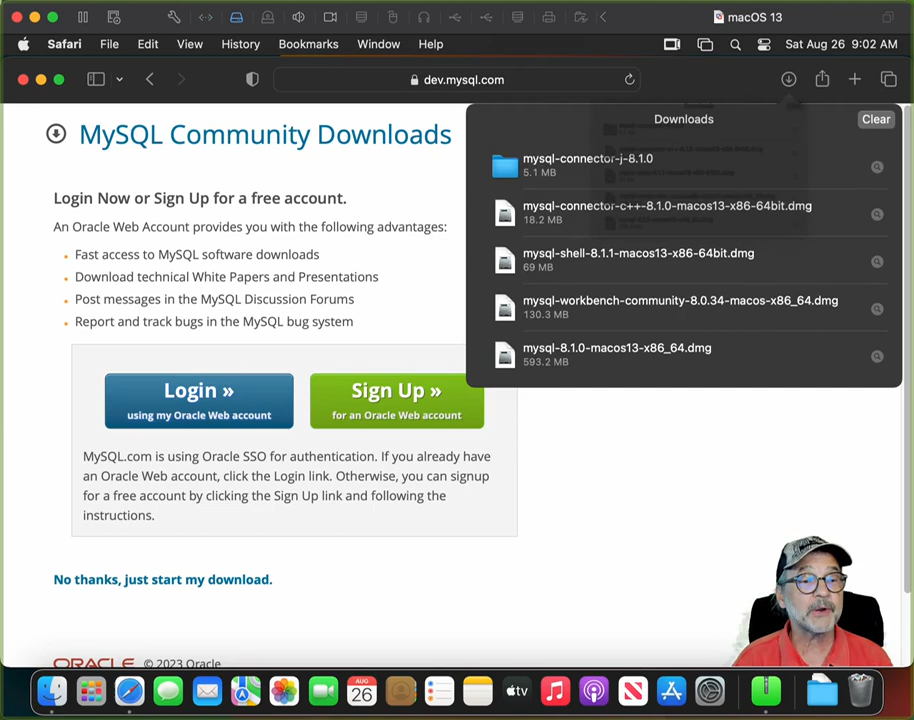 macOS 13
Safari File Edit View History Bookmarks Window Help Sat Aug 26 9:02 AM
dev.mysql.com
MySQL Community Downloads
Login Now or Sign Up for a free account.
An Oracle Web Account provides you with the following advantages:
Fast access to MySQL software downloads
Download technical White Papers and Presentations
Post messages in the MySQL Discussion Forums
Report and track bugs in the MySQL bug system
Login »
using my Oracle Web account
Sign Up »
for an Oracle Web account
MySQL.com is using Oracle SSO for authentication. If you already have
an Oracle Web account, click the Login link. Otherwise, you can signup
for a free account by clicking the Sign Up link and following the
instructions.
No thanks, just start my download.
ORACLE © 2023 Oracle
Downloads
Clear
mysql-connector-j-8.1.0
5.1 MB
mysql-connector-c++-8.1.0-macos13-x86-64bit.dmg
18.2 MB
mysql-shell-8.1.1-macos13-x86-64bit.dmg
69 MB
mysql-workbench-community-8.0.34-macos-x86_64.dmg
130.3 MB
mysql-8.1.0-macos13-x86_64.dmg
593.2 MB
AUG
26
tv